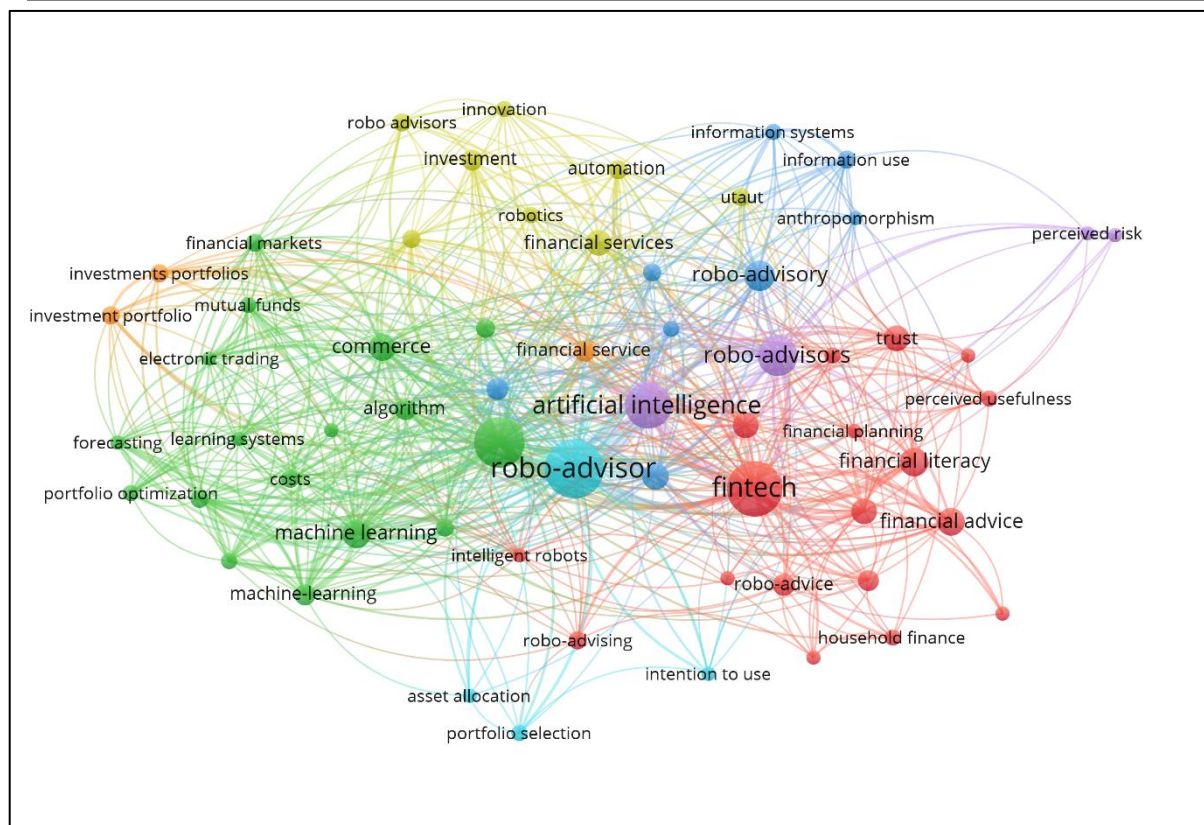 innovation
robo advisors
information systems
investment
information use
automation
utaut
robotics
anthropomorphism
perceived risk
financial markets
financial services
investments portfolios
robo-advisory
mutual funds
investment portfolio
trust
commerce
financial service
robo-advisors
electronic trading
perceived usefulness
algorithm
artificial intelligence
financial planning
forecasting
learning systems
financial literacy
robo-advisor
costs
fintech
portfolio optimization
financial advice
machine learning
intelligent robots
robo-advice
machine-learning
household finance
robo-advising
intention to use
asset allocation
portfolio selection